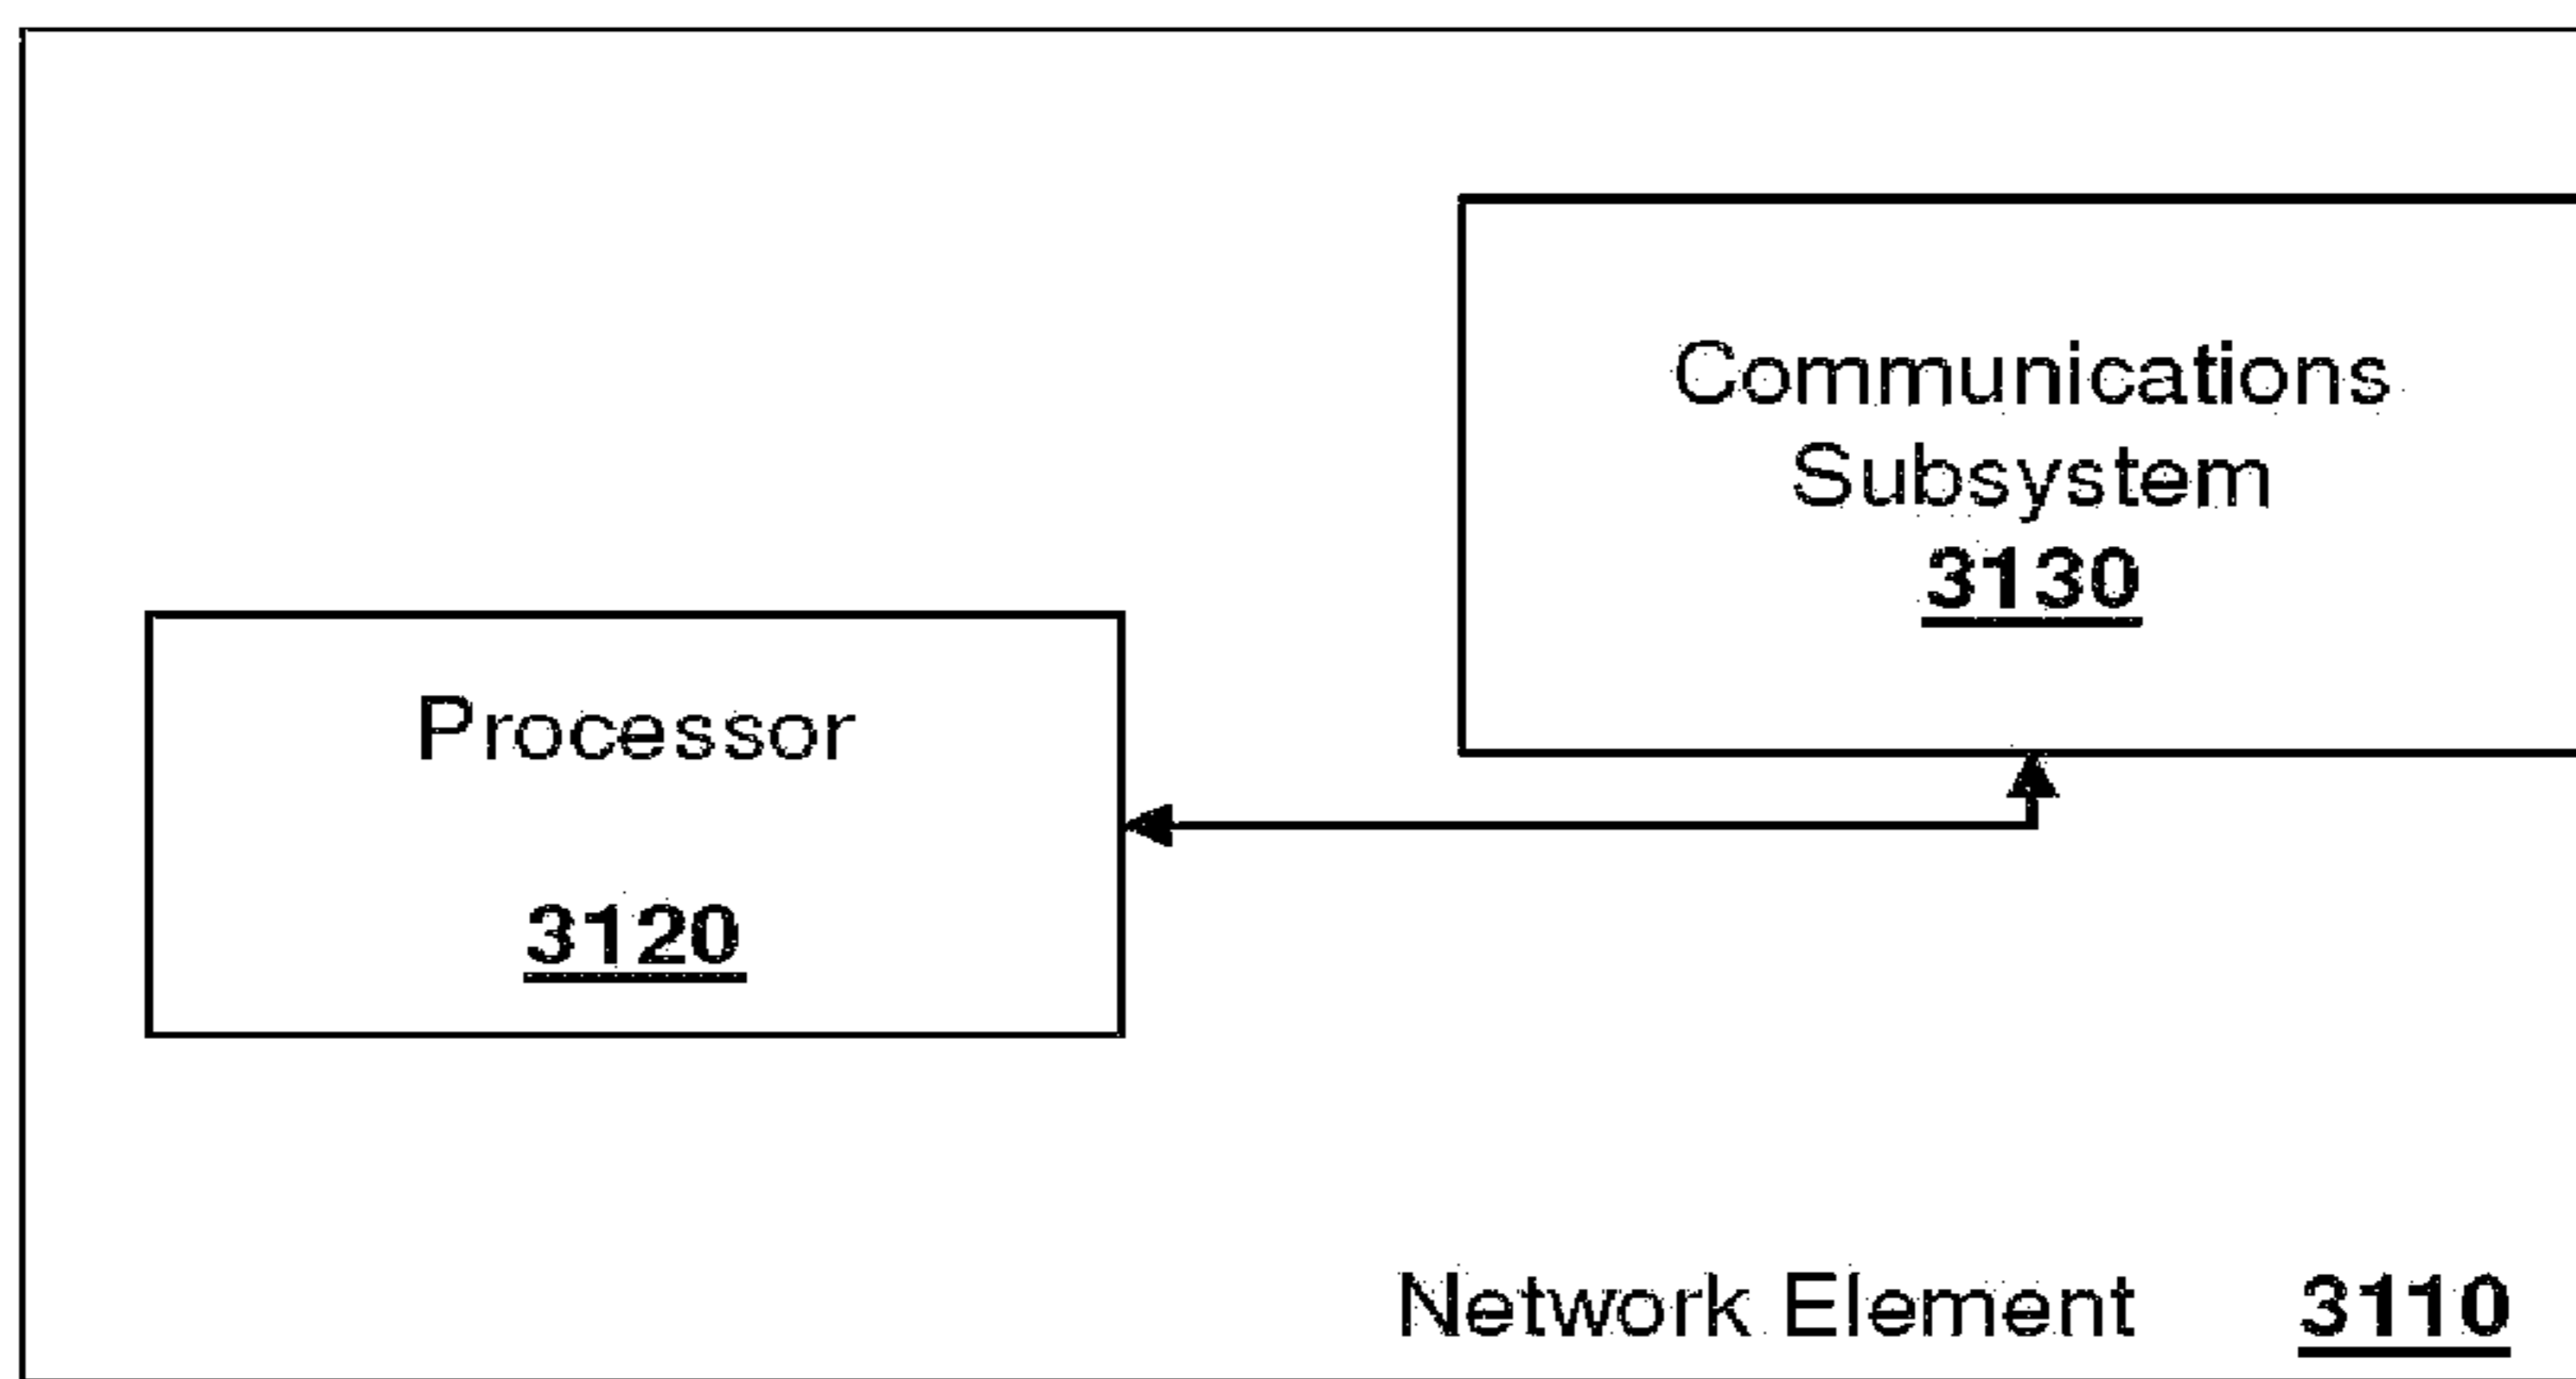 Communications
Subsystem
3130
Processor
3120
Network Element 3110